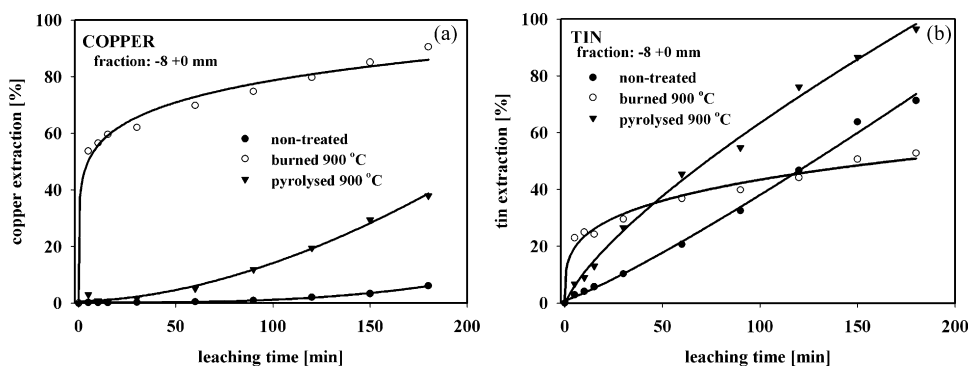 (a)
COPPER
fraction: -8 +0 mm
non-treated
burned 900 °C
pyrolysed 900 °C
copper extraction [%]
100
80
60
40
20
0
0
50
100
150
200
leaching time [min]
(b)
TIN
fraction: -8 +0 mm
non-treated
burned 900 °C
pyrolysed 900 °C
tin extraction [%]
100
80
60
40
20
0
0
50
100
150
200
leaching time [min]